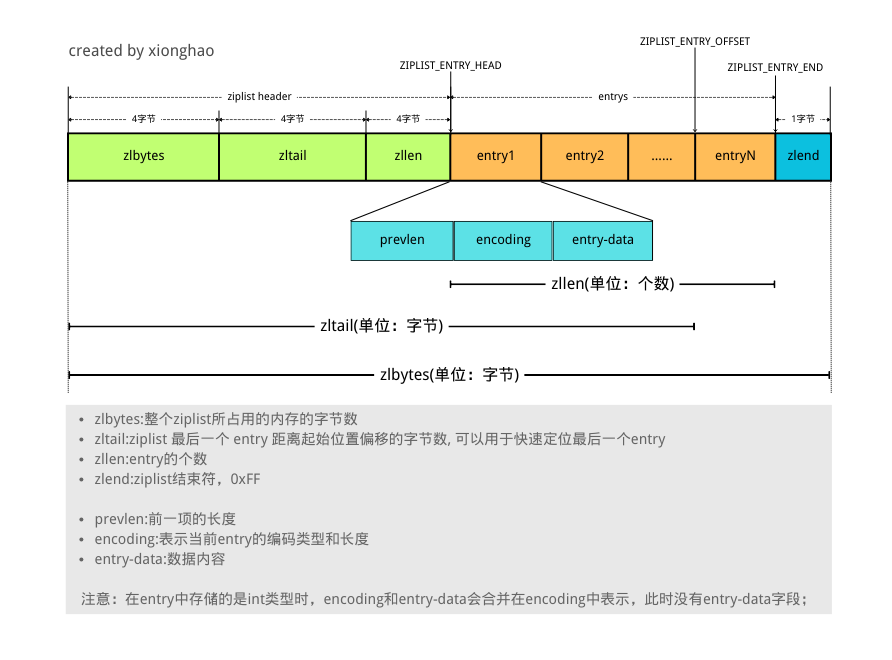 created by xionghao
ZIPLIST_ENTRY_OFFSET
ZIPLIST_ENTRY_HEAD
ZIPLIST_ENTRY_END
ziplist header
entrys
4字节
4字节
4字节
1字节
zlbytes
zltail
zllen
entry1
entry2
......
entryN
zlend
prevlen
encoding
entry-data
zllen(单位：个数)
zltail(单位：字节)
zlbytes(单位：字节)
• zlbytes:整个ziplist所占用的内存的字节数
• zltail:ziplist 最后一个 entry 距离起始位置偏移的字节数, 可以用于快速定位最后一个entry
• zllen:entry的个数
• zlend:ziplist结束符，0xFF
• prevlen:前一项的长度
• encoding:表示当前entry的编码类型和长度
• entry-data:数据内容
注意：在entry中存储的是int类型时，encoding和entry-data会合并在encoding中表示，此时没有entry-data字段；